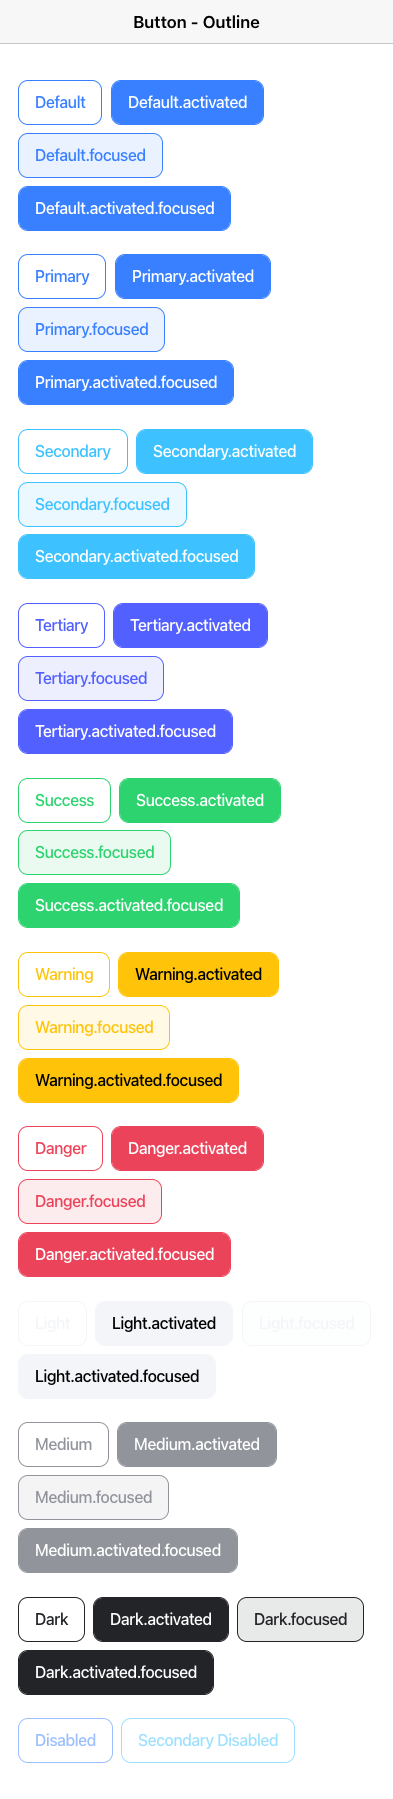 Button - Outline
Default Default.activated
Default.focused
Default.activated.focused
Primary Primary.activated
Primary.focused
Primary.activated.focused
Secondary Secondary.activated
Secondary.focused
Secondary.activated.focused
Tertiary Tertiary.activated
Tertiary.focused
Tertiary.activated.focused
Success Success.activated
Success.focused
Success.activated.focused
Warning Warning.activated
Warning.focused
Warning.activated.focused
Danger Danger.activated
Danger.focused
Danger.activated.focused
Light Light.activated Light.focused
Light.activated.focused
Medium Medium.activated
Medium.focused
Medium.activated.focused
Dark Dark.activated Dark.focused
Dark.activated.focused
Disabled Secondary Disabled